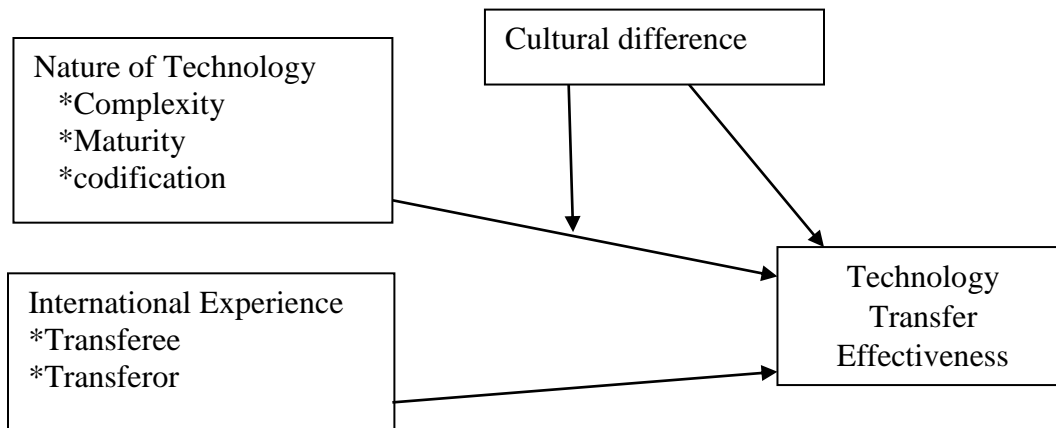 Cultural difference
Nature of Technology
*Complexity
*Maturity
*codification
International Experience
*Transferee
*Transferor
Technology
Transfer
Effectiveness